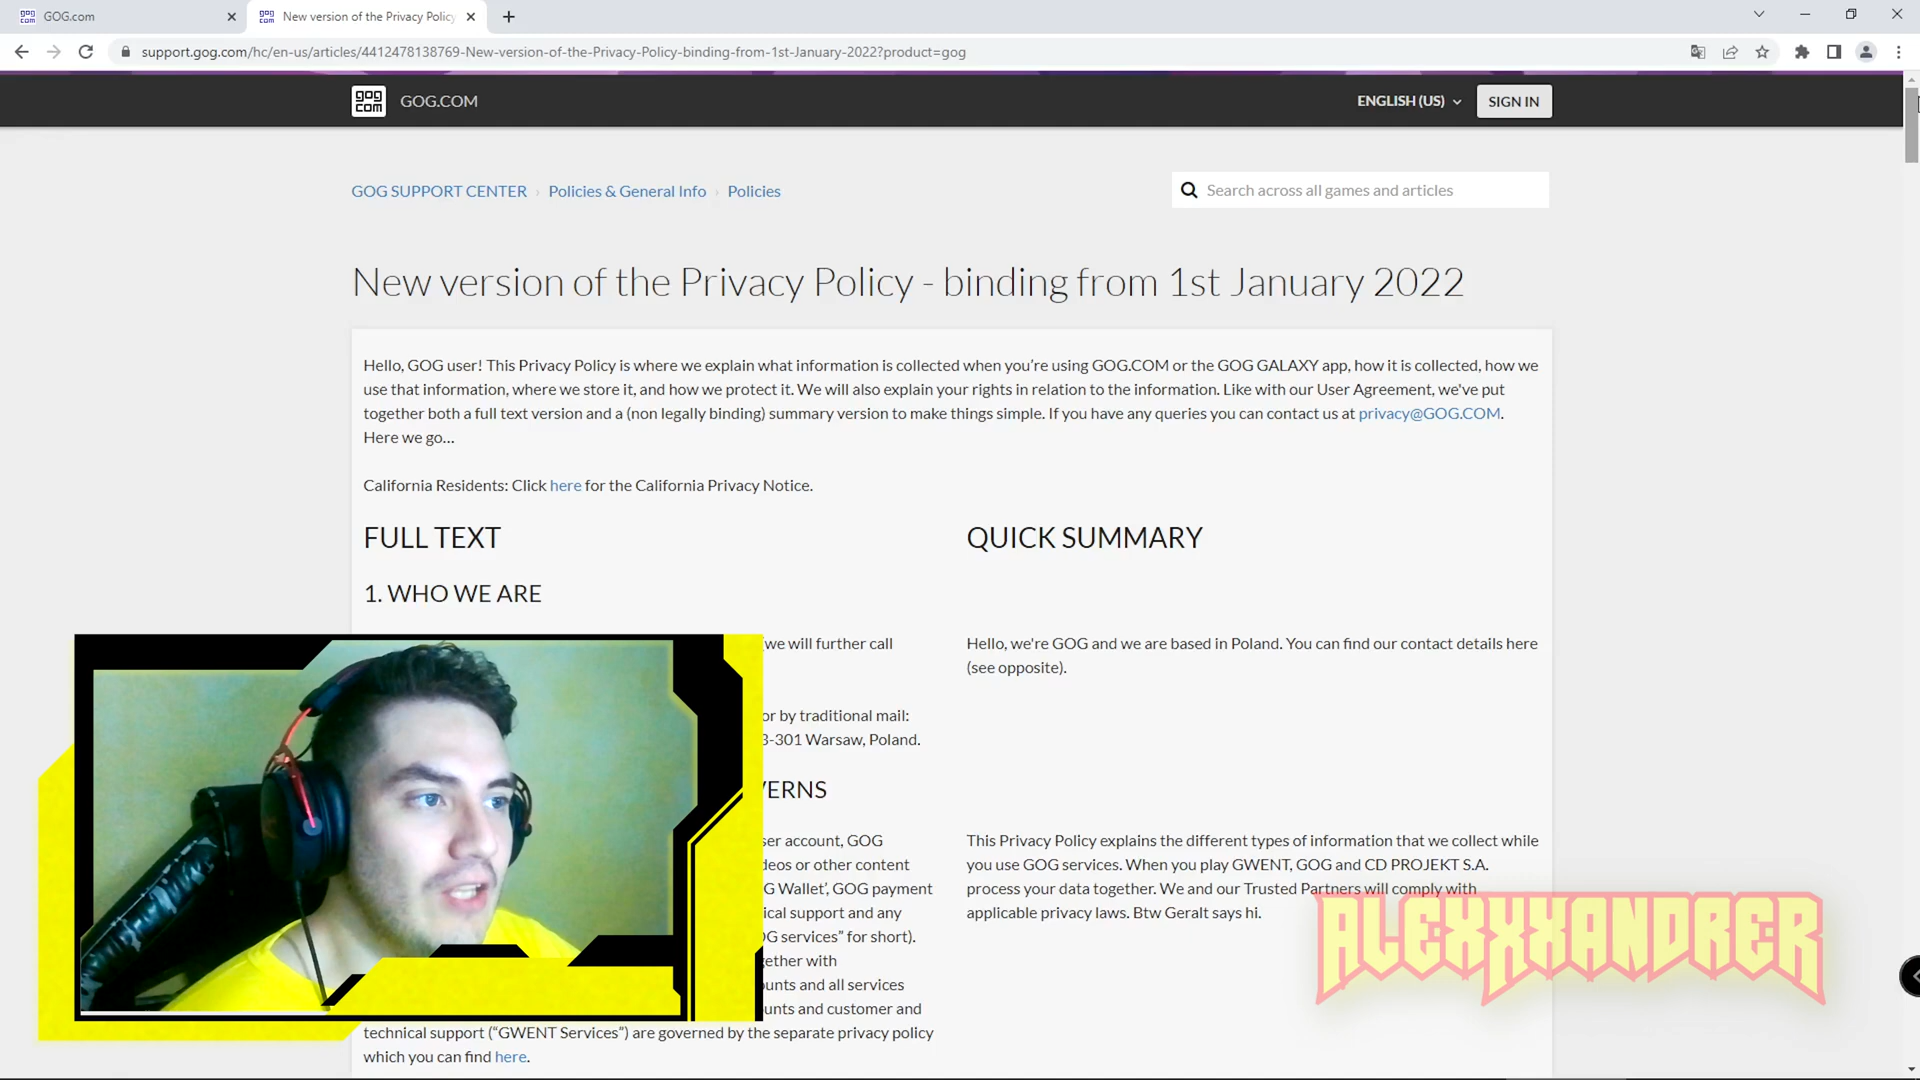 GOG.com
New version of the Privacy Policy
support.gog.com/hc/en-us/articles/4412478138769-New-version-of-the-Privacy-Policy-binding-from-1st-January-2022?product=gog
gog com GOG.COM
ENGLISH (US)
SIGN IN
GOG SUPPORT CENTER › Policies & General Info › Policies
Search across all games and articles
New version of the Privacy Policy - binding from 1st January 2022
Hello, GOG user! This Privacy Policy is where we explain what information is collected when you’re using GOG.COM or the GOG GALAXY app, how it is collected, how we
use that information, where we store it, and how we protect it. We will also explain your rights in relation to the information. Like with our User Agreement, we've put
together both a full text version and a (non legally binding) summary version to make things simple. If you have any queries you can contact us at privacy@GOG.COM.
Here we go...
California Residents: Click here for the California Privacy Notice.
FULL TEXT
1. WHO WE ARE
we will further call
or by traditional mail:
3-301 Warsaw, Poland.
VERNS
ser account, GOG
deos or other content
G Wallet’, GOG payment
ical support and any
OG services” for short).
gether with
ounts and all services
ounts and customer and
technical support (“GWENT Services”) are governed by the separate privacy policy
which you can find here.
QUICK SUMMARY
Hello, we're GOG and we are based in Poland. You can find our contact details here
(see opposite).
This Privacy Policy explains the different types of information that we collect while
you use GOG services. When you play GWENT, GOG and CD PROJEKT S.A.
process your data together. We and our Trusted Partners will comply with
applicable privacy laws. Btw Geralt says hi.
ALEXXXANDRER